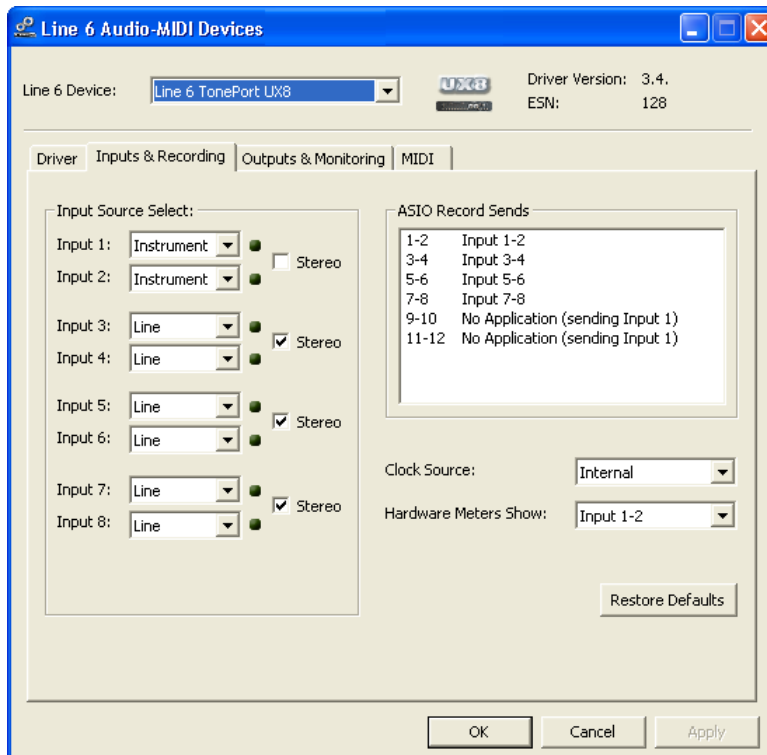 Line 6 Audio-MIDI Devices
Line 6 Device:
Line 6 TonePort UX8
UX8
Driver Version: 3.4.
ESN: 128
Driver
Inputs & Recording
Outputs & Monitoring
MIDI
Input Source Select:
Input 1: Instrument
Input 2: Instrument
Stereo
Input 3: Line
Input 4: Line
Stereo
Input 5: Line
Input 6: Line
Stereo
Input 7: Line
Input 8: Line
Stereo
ASIO Record Sends
1-2 Input 1-2
3-4 Input 3-4
5-6 Input 5-6
7-8 Input 7-8
9-10 No Application (sending Input 1)
11-12 No Application (sending Input 1)
Clock Source: Internal
Hardware Meters Show: Input 1-2
Restore Defaults
OK
Cancel
Apply